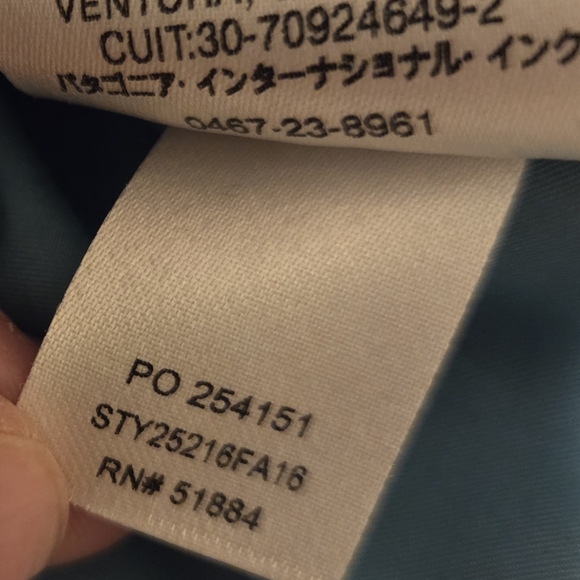 VENTURA,
CUIT:30-70924649-2
パタゴニア・インターナショナル・インク
0467-23-8961
PO 254151
STY25216FA16
RN# 51884